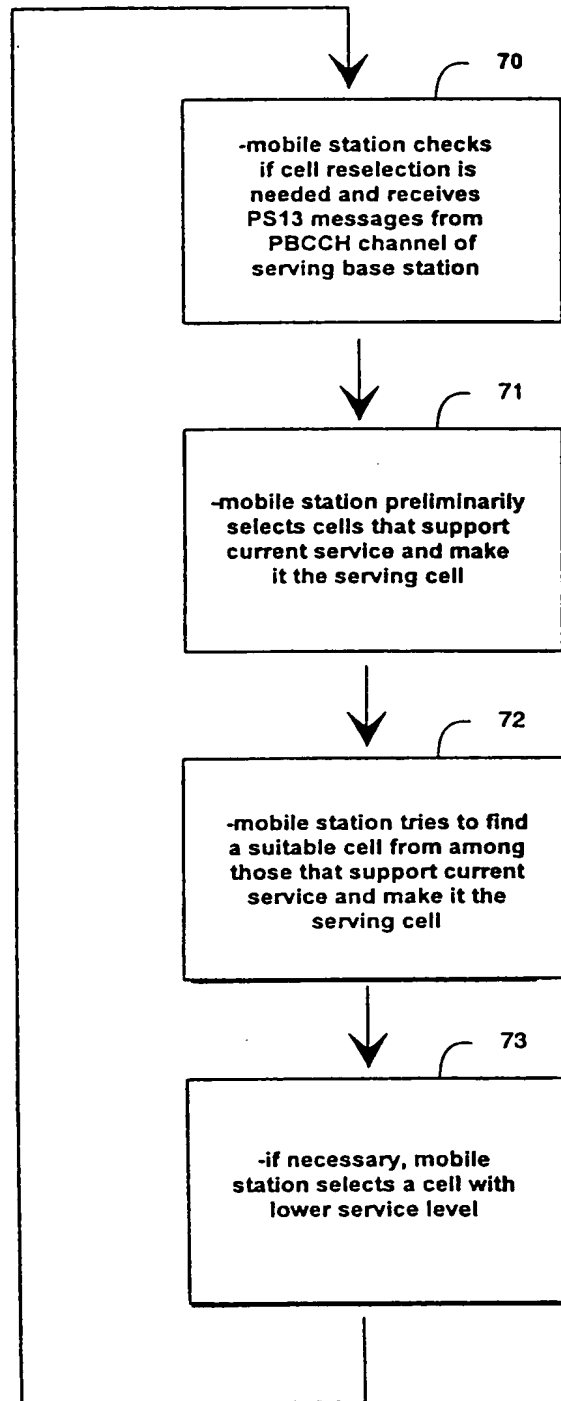 70
-mobile station checks
if cell reselection is
needed and receives
PS13 messages from
PBCCH channel of
serving base station
71
-mobile station preliminarily
selects cells that support
current service and make
it the serving cell
72
-mobile station tries to find
a suitable cell from among
those that support current
service and make it the
serving cell
73
-if necessary, mobile
station selects a cell with
lower service level